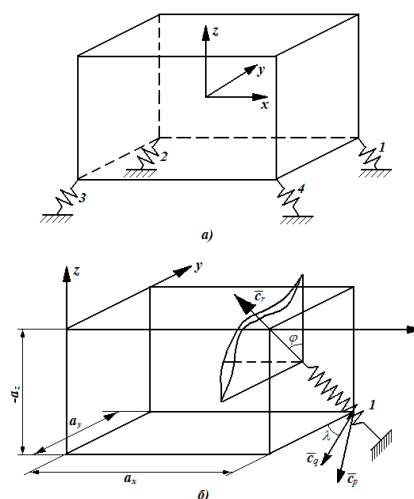 z
y
x
1
2
3
4
а)
z
y
c̄r
φ
-az
1
ay
λ
c̄q
c̄p
ax
б)